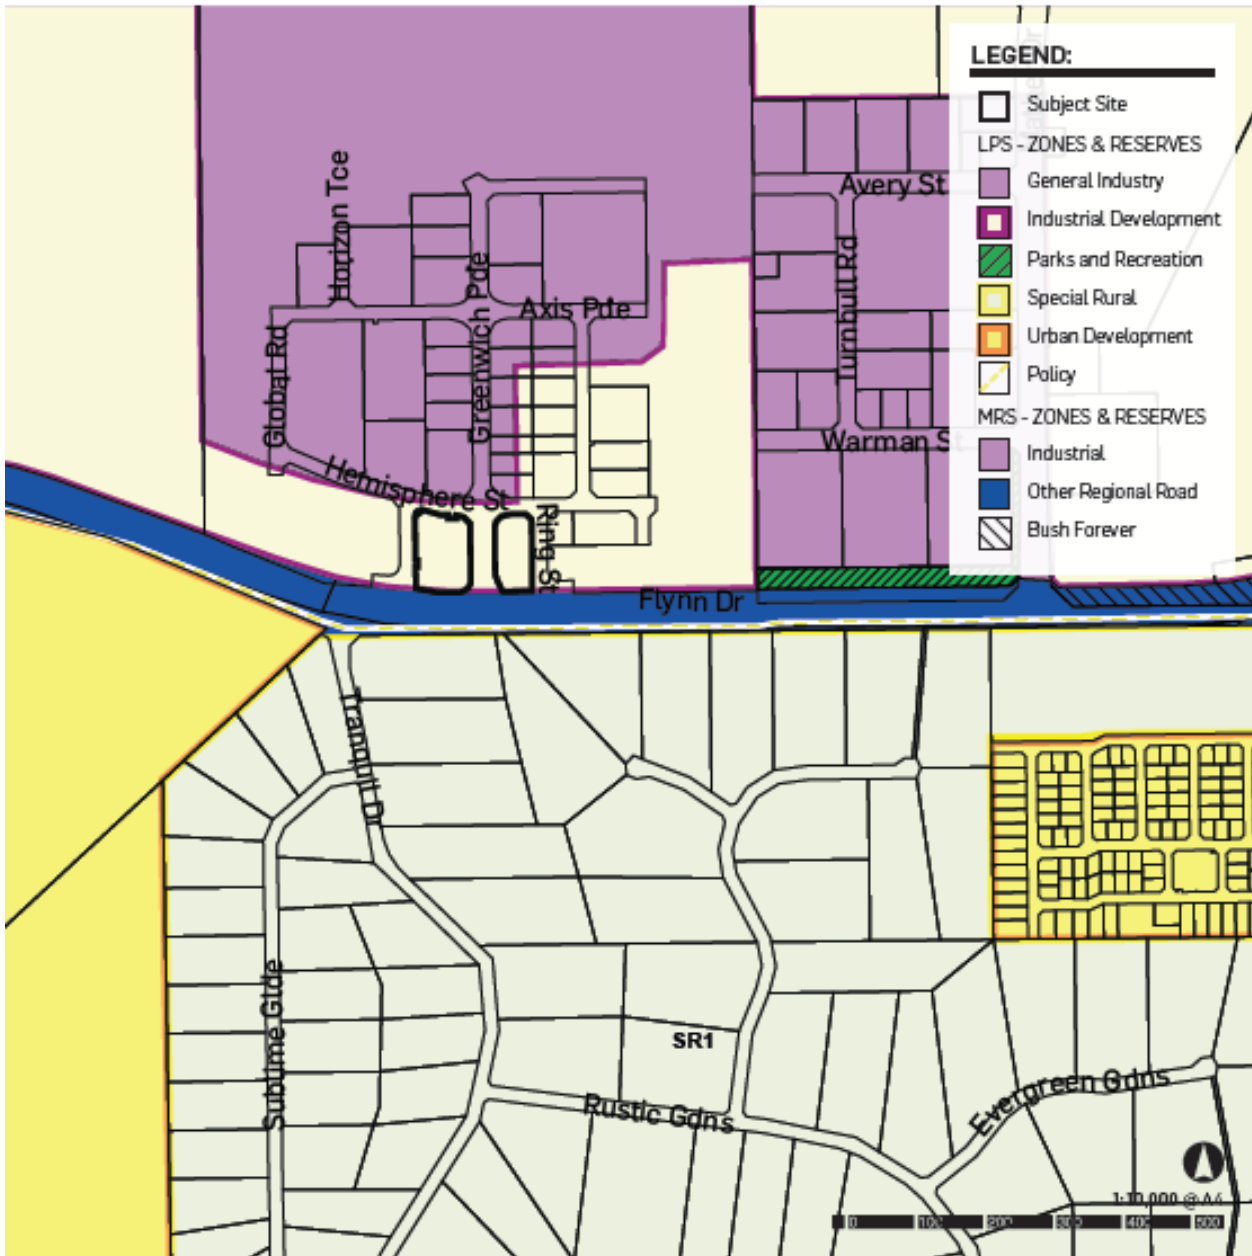 LEGEND:
Subject Site
LPS - ZONES & RESERVES
General Industry
Industrial Development
Parks and Recreation
Special Rural
Urban Development
Policy
MRS - ZONES & RESERVES
Industrial
Other Regional Road
Bush Forever
Horizon Tce
Avery St
Greenwich Pde
Axis Pde
Turnbull Rd
Global Rd
Warman St
Hemisphere St
Ring St
Flynn Dr
Tranquil Dr
Sublime Glde
SR1
Rustic Gdns
Evergreen Gdns
1:10,000 @ A4
0 100 200 300 400 500